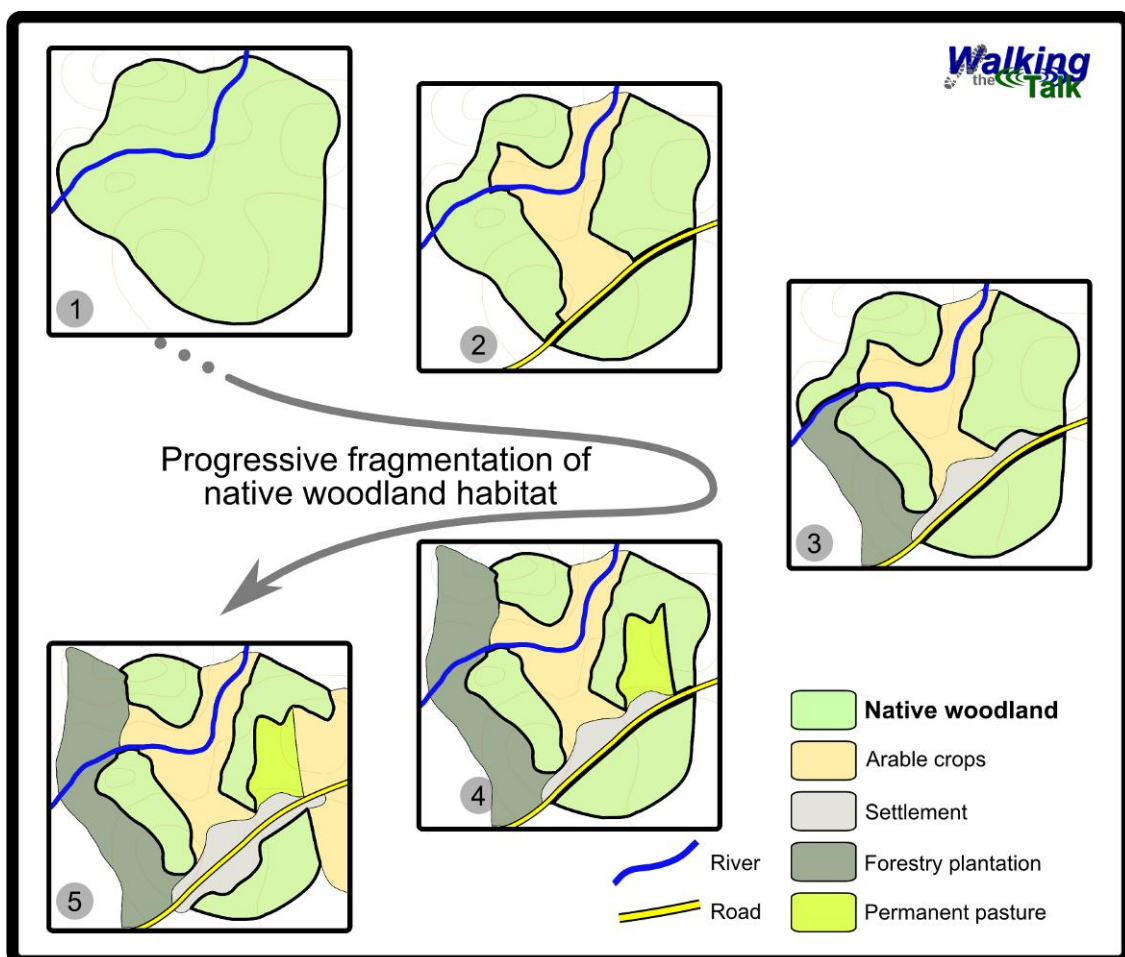 Walking
the Talk
1
2
3
Progressive fragmentation of
native woodland habitat
4
5
Native woodland
Arable crops
Settlement
Forestry plantation
Permanent pasture
River
Road